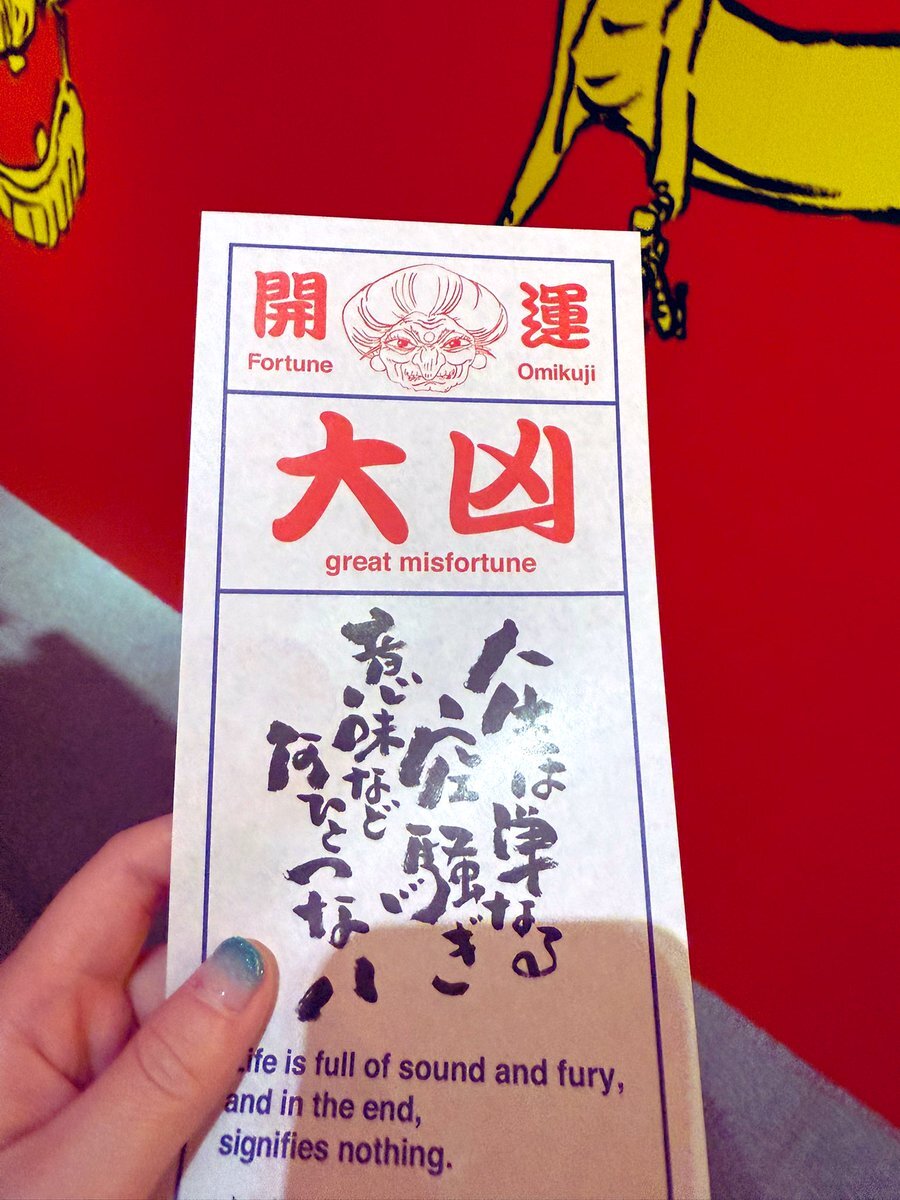 開運
Fortune Omikuji
大凶
great misfortune
人生は単なる
空騒ぎ
意味など
何ひとつない
ife is full of sound and fury,
and in the end,
signifies nothing.